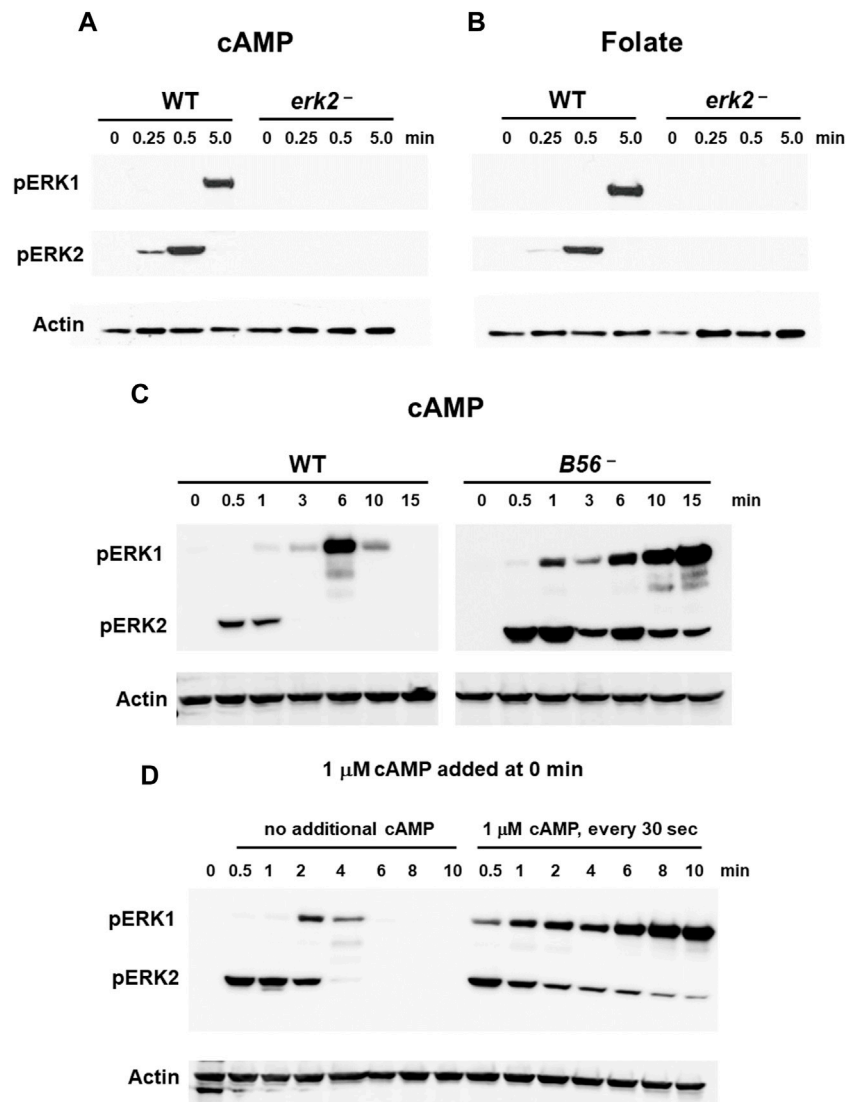 A
cAMP
WT erk2⁻
0 0.25 0.5 5.0 0 0.25 0.5 5.0 min
pERK1
pERK2
Actin
B
Folate
WT erk2⁻
0 0.25 0.5 5.0 0 0.25 0.5 5.0 min
C
cAMP
WT B56⁻
0 0.5 1 3 6 10 15 0 0.5 1 3 6 10 15 min
pERK1
pERK2
Actin
D
1 μM cAMP added at 0 min
no additional cAMP 1 μM cAMP, every 30 sec
0 0.5 1 2 4 6 8 10 0.5 1 2 4 6 8 10 min
pERK1
pERK2
Actin